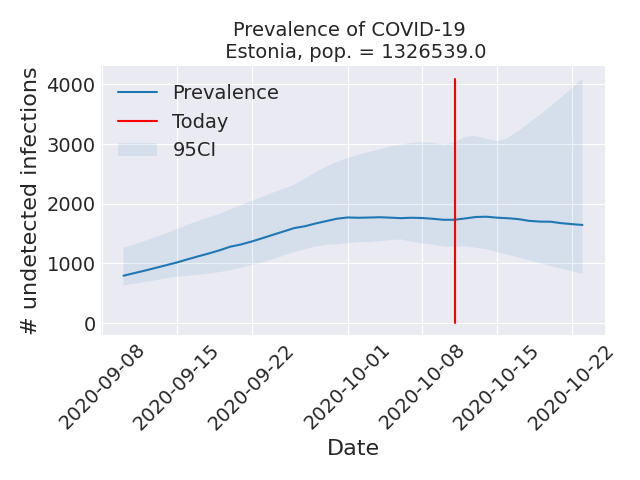 Prevalence of COVID-19
Estonia, pop. = 1326539.0
# undetected infections
4000
3000
2000
1000
0
Prevalence
Today
95CI
2020-09-08
2020-09-15
2020-09-22
2020-10-01
2020-10-08
2020-10-15
2020-10-22
Date